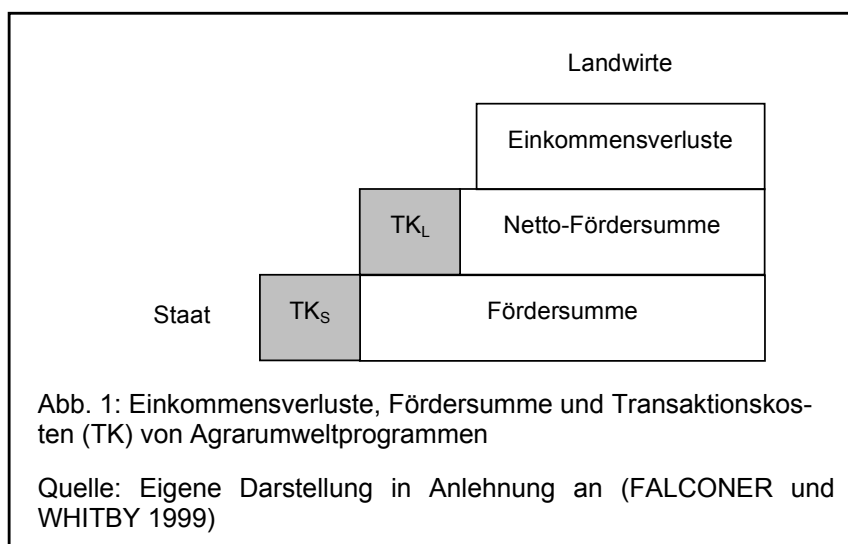 Landwirte
Einkommensverluste
TKL Netto-Fördersumme
Staat TKS Fördersumme
Abb. 1: Einkommensverluste, Fördersumme und Transaktionskos-
ten (TK) von Agrarumweltprogrammen
Quelle: Eigene Darstellung in Anlehnung an (FALCONER und
WHITBY 1999)